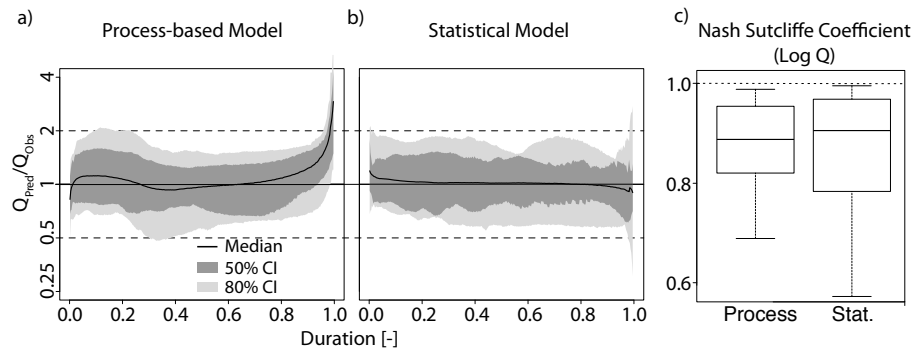 a)
Process-based Model
4
2
1
0.5
0.25
Q_Pred/Q_Obs
Median
50% CI
80% CI
0.0 0.2 0.4 0.6 0.8 1.0
b)
Statistical Model
0.0 0.2 0.4 0.6 0.8 1.0
Duration [-]
c)
Nash Sutcliffe Coefficient
(Log Q)
1.0
0.8
0.6
Process Stat.